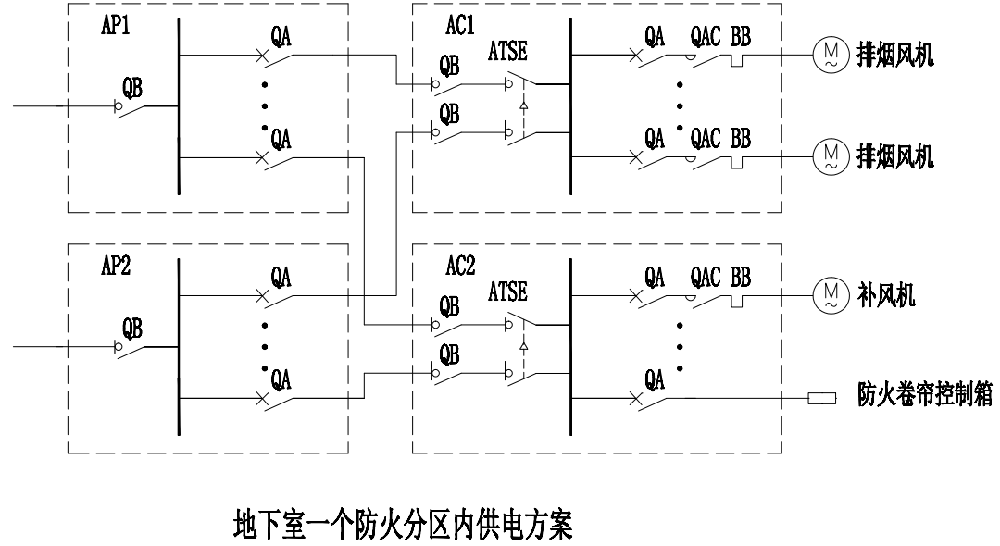 AP1
QB
QA
QA
AC1
QB
QB
ATSE
QA QAC BB
M
~
排烟风机
QA QAC BB
M
~
排烟风机
AP2
QB
QA
QA
AC2
QB
QB
ATSE
QA QAC BB
M
~
补风机
QA
防火卷帘控制箱
地下室一个防火分区内供电方案